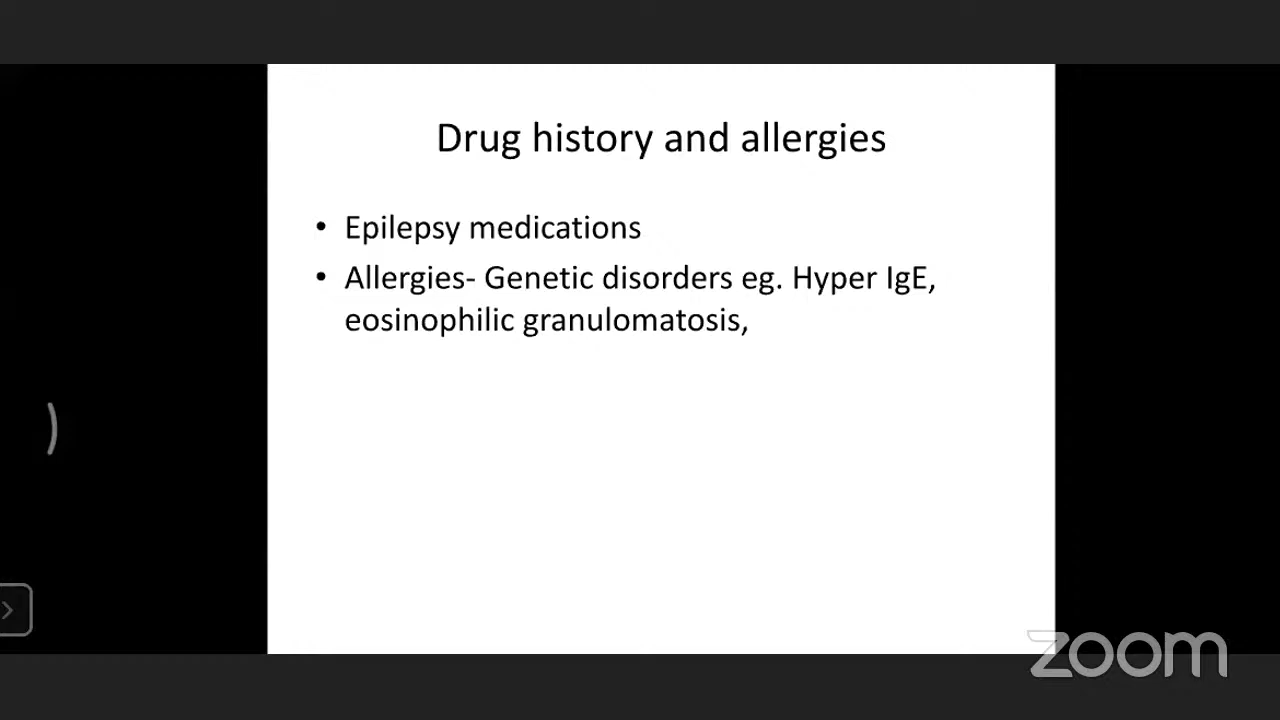 Drug history and allergies
• Epilepsy medications
• Allergies- Genetic disorders eg. Hyper IgE,
eosinophilic granulomatosis,
zoom